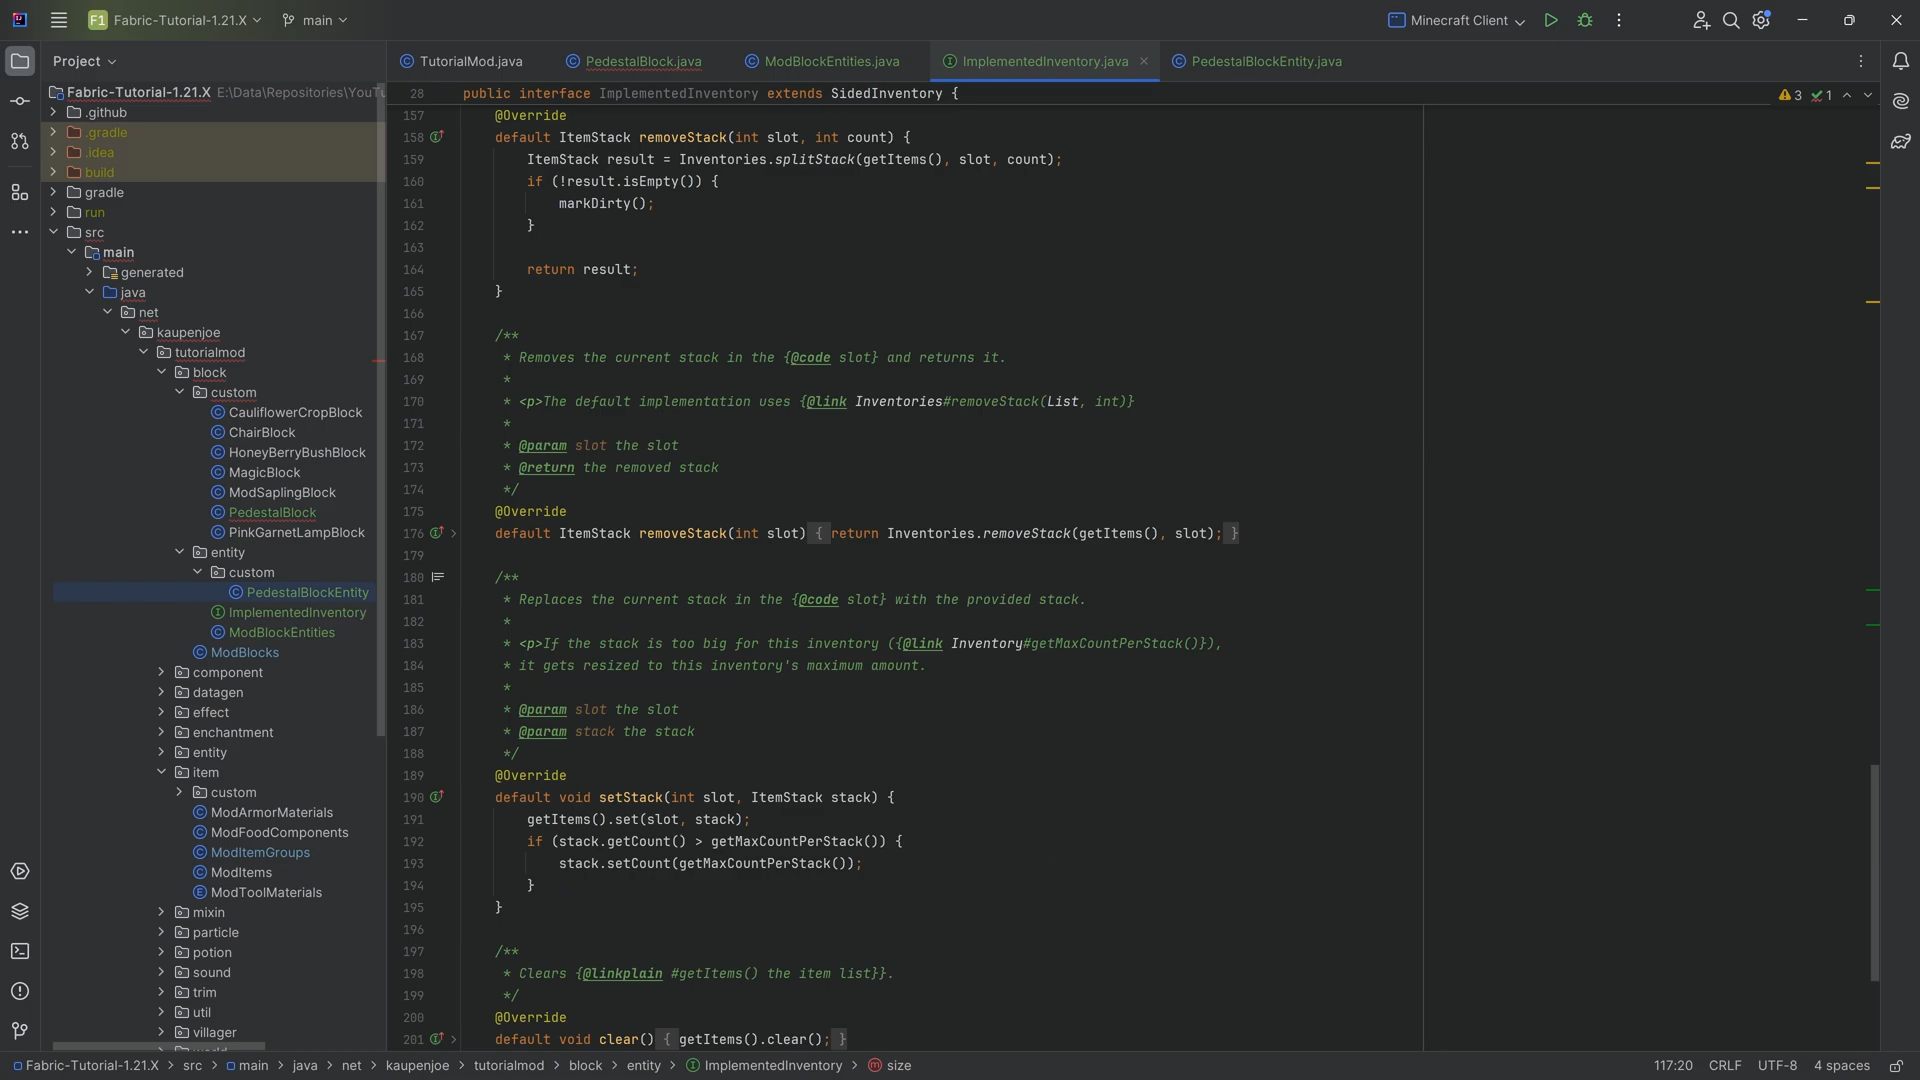 F1 Fabric-Tutorial-1.21.X main Minecraft Client
Project
TutorialMod.java PedestalBlock.java ModBlockEntities.java ImplementedInventory.java PedestalBlockEntity.java
Fabric-Tutorial-1.21.X E:\Data\Repositories\YouTu
.github
.gradle
.idea
build
gradle
run
src
main
generated
java
net
kaupenjoe
tutorialmod
block
custom
CauliflowerCropBlock
ChairBlock
HoneyBerryBushBlock
MagicBlock
ModSaplingBlock
PedestalBlock
PinkGarnetLampBlock
entity
custom
PedestalBlockEntity
ImplementedInventory
ModBlockEntities
ModBlocks
component
datagen
effect
enchantment
entity
item
custom
ModArmorMaterials
ModFoodComponents
ModItemGroups
ModItems
ModToolMaterials
mixin
particle
potion
sound
trim
util
villager
28 public interface ImplementedInventory extends SidedInventory { 3 1
157 @Override
158 default ItemStack removeStack(int slot, int count) {
159 ItemStack result = Inventories.splitStack(getItems(), slot, count);
160 if (!result.isEmpty()) {
161 markDirty();
162 }
163
164 return result;
165 }
166
167 /**
168 * Removes the current stack in the {@code slot} and returns it.
169 *
170 * <p>The default implementation uses {@link Inventories#removeStack(List, int)}
171 *
172 * @param slot the slot
173 * @return the removed stack
174 */
175 @Override
176 default ItemStack removeStack(int slot) { return Inventories.removeStack(getItems(), slot); }
179
180 /**
181 * Replaces the current stack in the {@code slot} with the provided stack.
182 *
183 * <p>If the stack is too big for this inventory ({@link Inventory#getMaxCountPerStack()}),
184 * it gets resized to this inventory's maximum amount.
185 *
186 * @param slot the slot
187 * @param stack the stack
188 */
189 @Override
190 default void setStack(int slot, ItemStack stack) {
191 getItems().set(slot, stack);
192 if (stack.getCount() > getMaxCountPerStack()) {
193 stack.setCount(getMaxCountPerStack());
194 }
195 }
196
197 /**
198 * Clears {@linkplain #getItems() the item list}}.
199 */
200 @Override
201 default void clear() { getItems().clear(); }
Fabric-Tutorial-1.21.X > src > main > java > net > kaupenjoe > tutorialmod > block > entity > ImplementedInventory > size 117:20 CRLF UTF-8 4 spaces